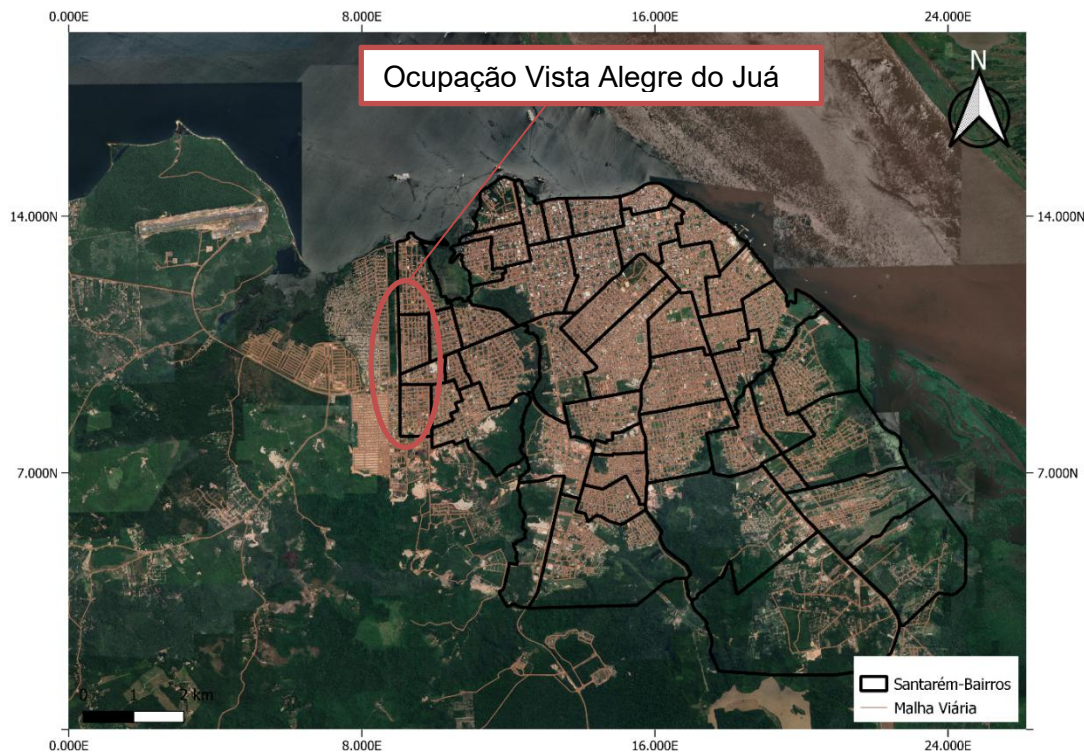 0.000E 8.000E 16.000E 24.000E
Ocupação Vista Alegre do Juá
N
14.000N 14.000N
7.000N 7.000N
0 1 2 km
Santarém-Bairros
Malha Viária
0.000E 8.000E 16.000E 24.000E